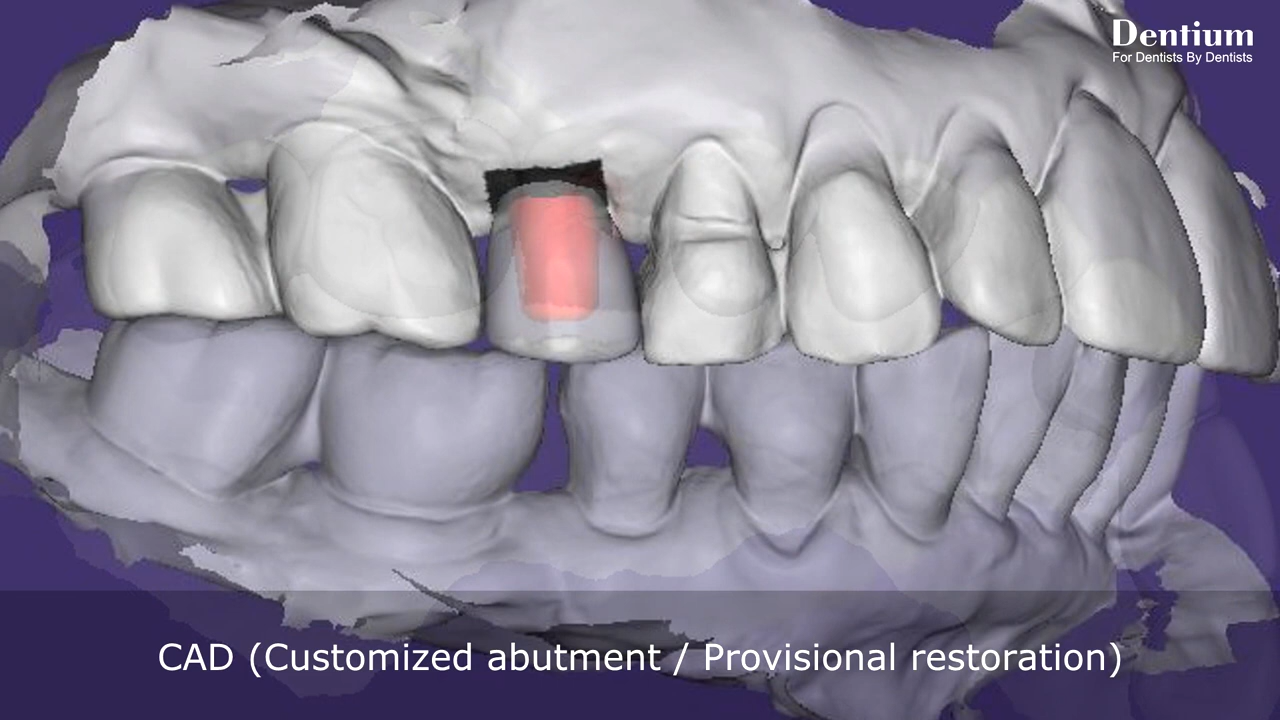 Dentium
For Dentists By Dentists
CAD (Customized abutment / Provisional restoration)